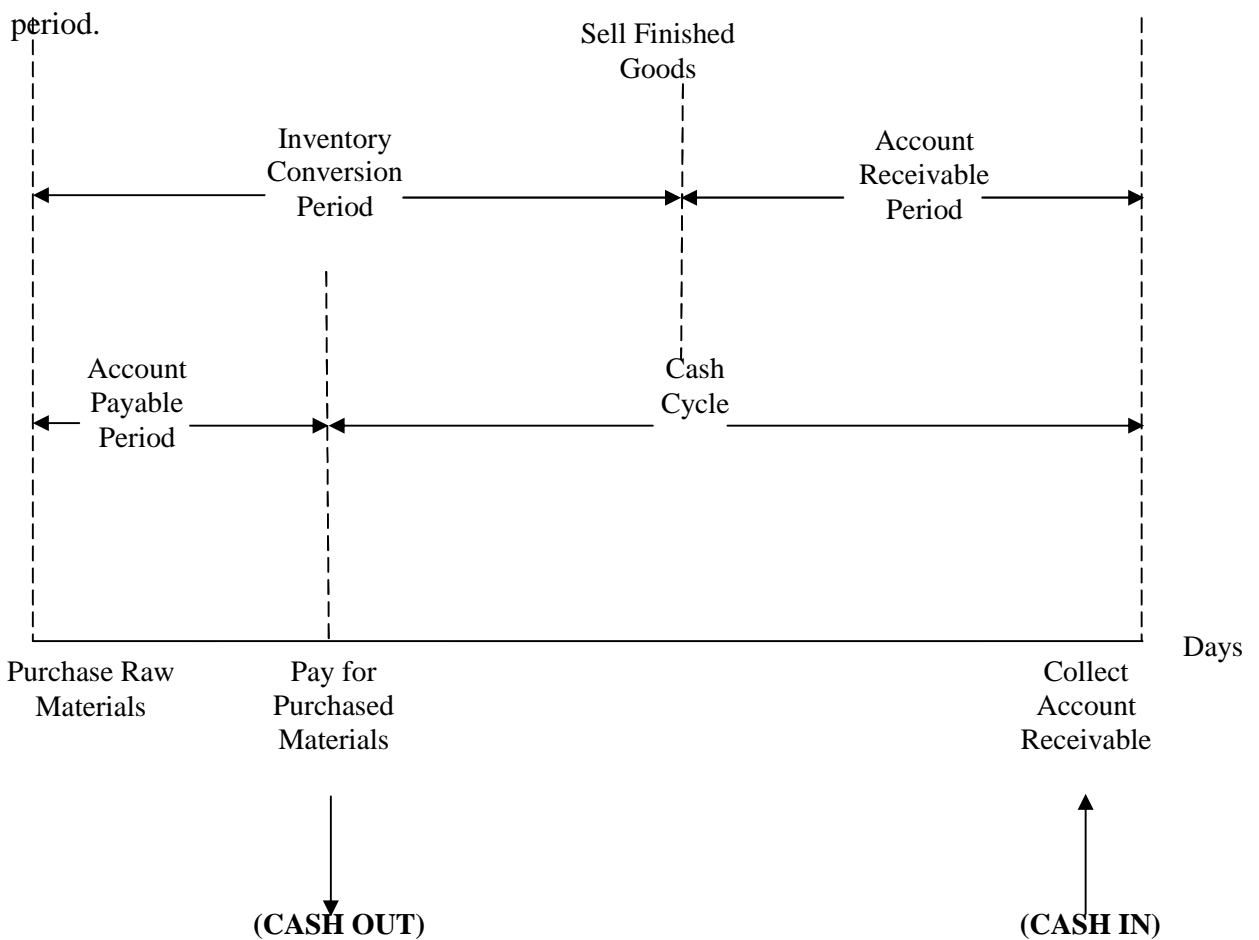 period.
Sell Finished
Goods
Inventory
Conversion
Period
Account
Receivable
Period
Account
Payable
Period
Cash
Cycle
Days
Purchase Raw
Materials
Pay for
Purchased
Materials
Collect
Account
Receivable
(CASH OUT)
(CASH IN)